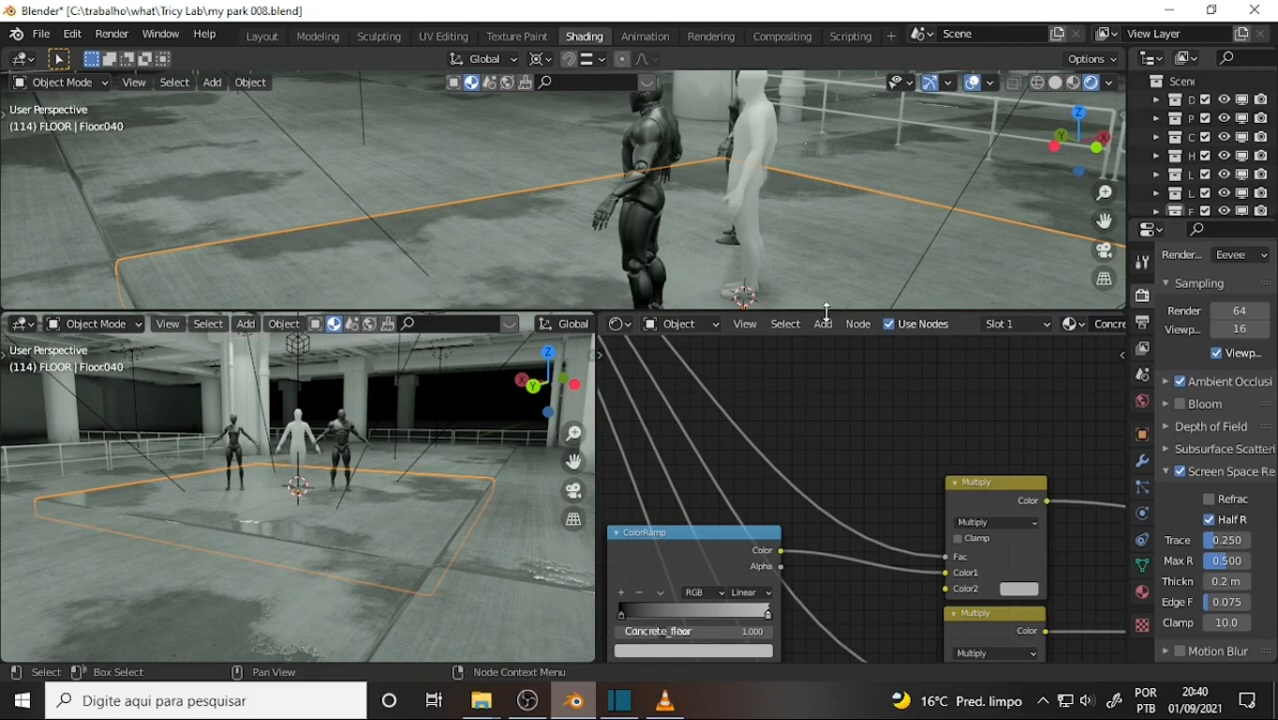 Blender* [C:\trabalho\what\Tricy Lab\my park 008.blend]
File Edit Render Window Help Layout Modeling Sculpting UV Editing Texture Paint Shading Animation Rendering Compositing Scripting + Scene View Layer
Global Options
Object Mode View Select Add Object
User Perspective
(114) FLOOR | Floor.040
Z
Y
X
Scene
D
P
C
H
L
L
F
Render... Eevee
Sampling
Render 64
Viewp... 16
Viewp...
Ambient Occlusi
Bloom
Depth of Field
Subsurface Scatteri
Screen Space Re
Refrac
Half R
Trace 0.250
Max R 0.500
Thickn 0.2 m
Edge F 0.075
Clamp 10.0
Motion Blur
Object Mode View Select Add Object Global
User Perspective
(114) FLOOR | Floor.040
Z
X
Y
Object View Select Add Node Use Nodes Slot 1 Concre
ColorRamp
Color
Alpha
+ − RGB Linear
Concrete_floor 1.000
Multiply
Color
Multiply
Clamp
Fac
Color1
Color2
Multiply
Color
Multiply
Select Box Select Pan View Node Context Menu
Digite aqui para pesquisar
16°C Pred. limpo
POR
PTB
20:40
01/09/2021